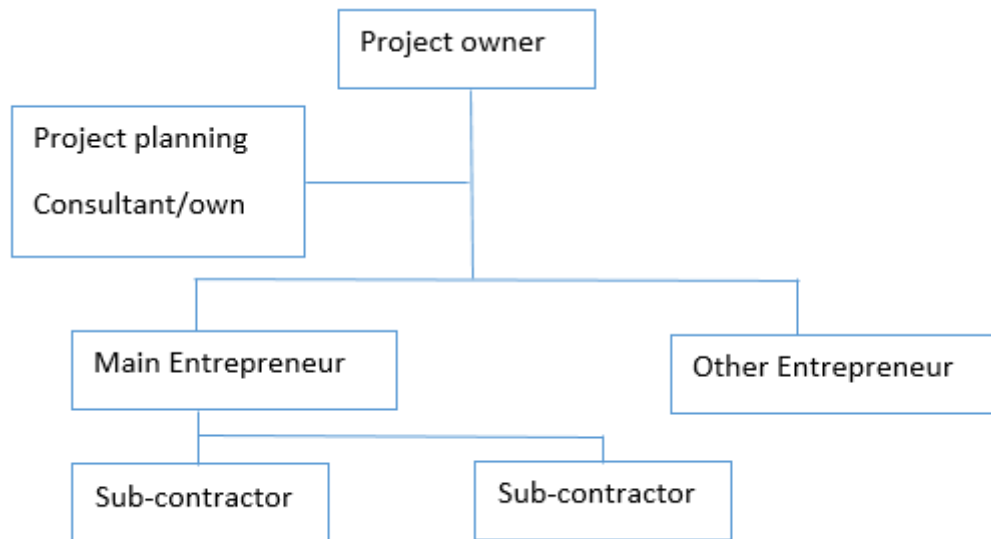 Project owner
Project planning
Consultant/own
Main Entrepreneur
Other Entrepreneur
Sub-contractor
Sub-contractor